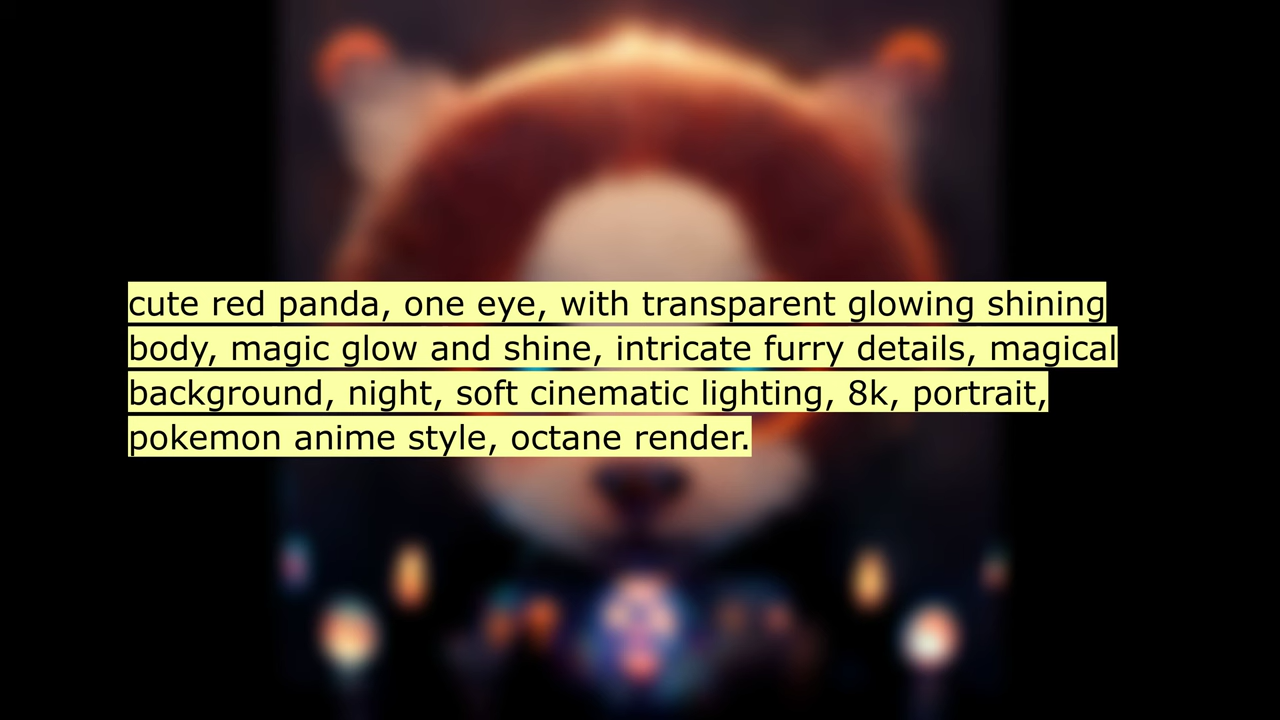 cute red panda, one eye, with transparent glowing shining
body, magic glow and shine, intricate furry details, magical
background, night, soft cinematic lighting, 8k, portrait,
pokemon anime style, octane render.